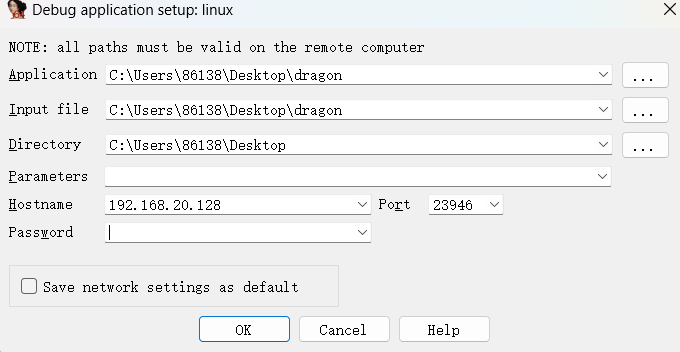 Debug application setup: linux
NOTE: all paths must be valid on the remote computer
Application C:\Users\86138\Desktop\dragon ...
Input file C:\Users\86138\Desktop\dragon ...
Directory C:\Users\86138\Desktop ...
Parameters
Hostname 192.168.20.128 Port 23946
Password
Save network settings as default
OK Cancel Help